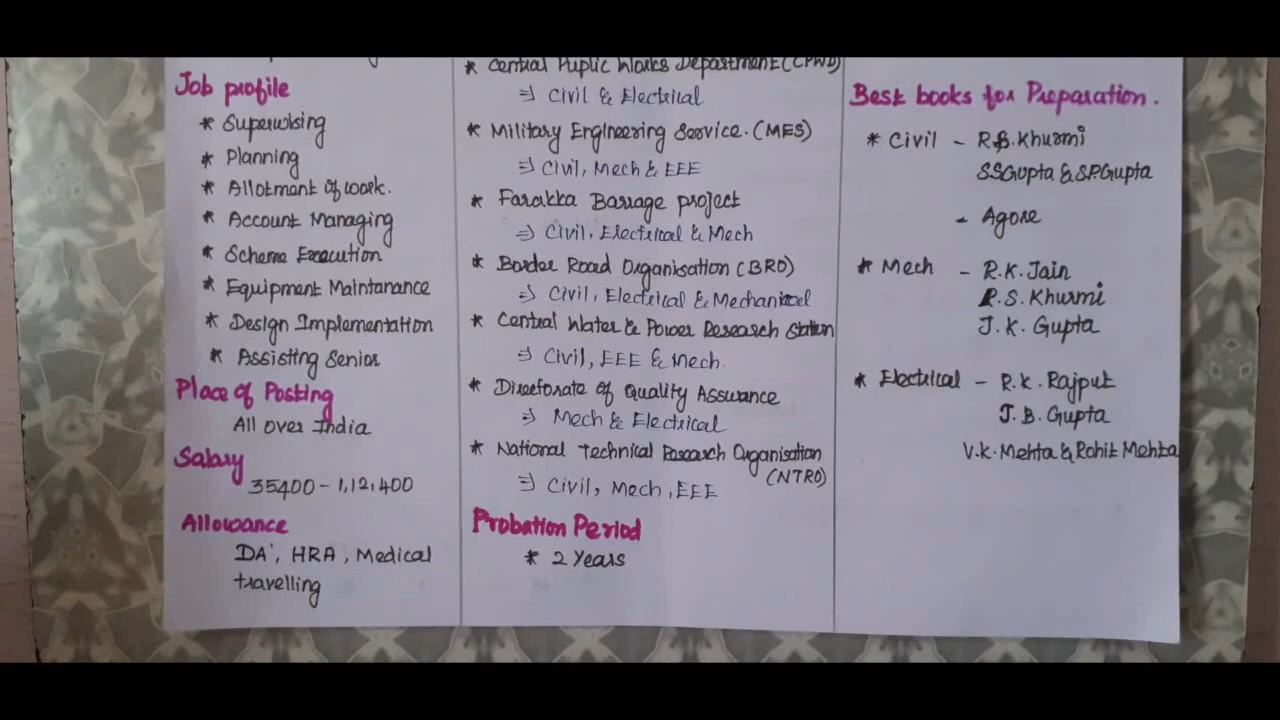 Job profile
* Supervising
* Planning
* Allotment of work.
* Account Managing
* Scheme Execution
* Equipment Maintanance
* Design Implementation
* Assisting Senior
Place of Posting
All over India
Salary
35400 - 1,12,400
Allowance
DA, HRA, Medical
travelling
* Central Public Works Department (CPWD)
⇒ Civil & Electrical
* Military Engineering Service. (MES)
⇒ Civil, Mech & EEE
* Farakka Barrage project
⇒ Civil, Electrical & Mech
* Border Road Organisation (BRO)
⇒ Civil, Electrical & Mechanical
* Central Water & Power Research Station
⇒ Civil, EEE & Mech.
* Directorate of Quality Assurance
⇒ Mech & Electrical
* National Technical Research Organisation
(NTRO)
⇒ Civil, Mech, EEE
Probation Period
* 2 Years
Best books for Preparation.
* Civil - R.S. Khurmi
SSGupta & S.P.Gupta
- Agore
* Mech - R.K. Jain
R.S. Khurmi
J.K. Gupta
* Electrical - R.K. Rajput
J.B. Gupta
V.K. Mehta & Rohit Mehta